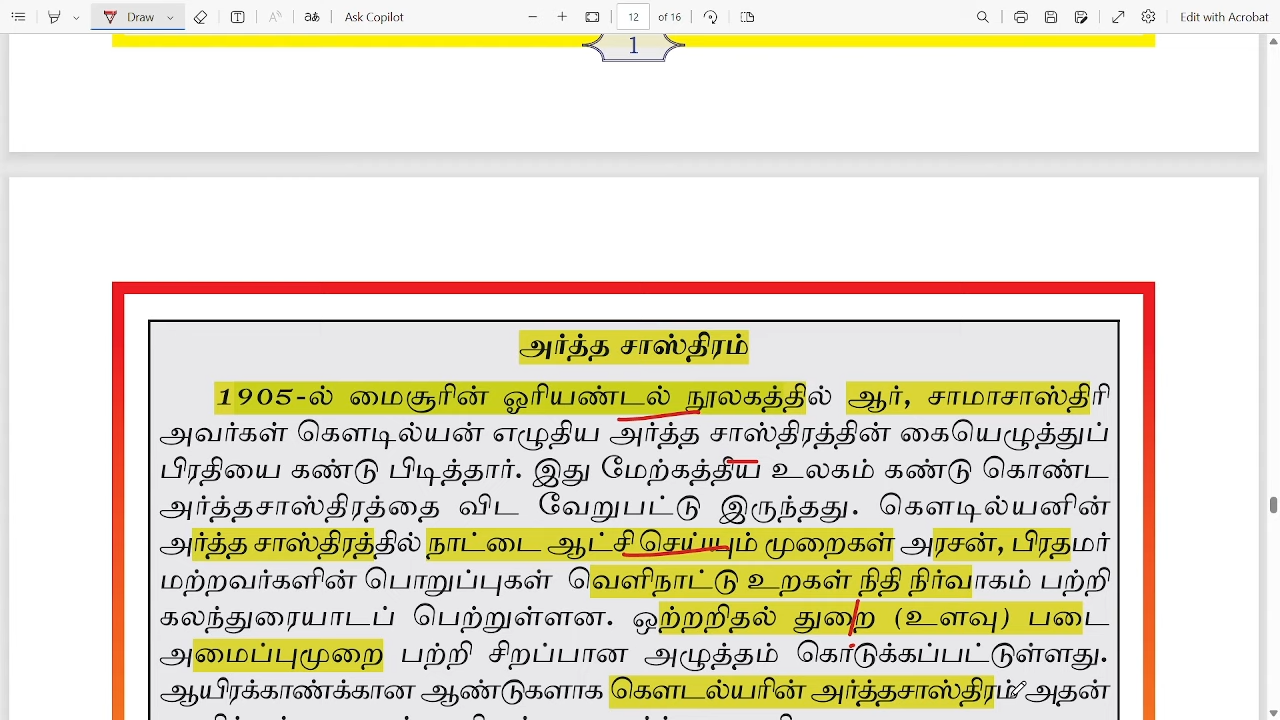 Draw
Ask Copilot
12 of 16
Edit with Acrobat
1
அர்த்த சாஸ்திரம்
1905-ல் மைசூரின் ஓரியண்டல் நூலகத்தில் ஆர், சாமாசாஸ்திரி
அவர்கள் கௌடில்யன் எழுதிய அர்த்த சாஸ்திரத்தின் கையெழுத்துப்
பிரதியை கண்டு பிடித்தார். இது மேற்கத்திய உலகம் கண்டு கொண்ட
அர்த்தசாஸ்திரத்தை விட வேறுபட்டு இருந்தது. கௌடில்யனின்
அர்த்த சாஸ்திரத்தில் நாட்டை ஆட்சி செய்யும் முறைகள் அரசன், பிரதமர்
மற்றவர்களின் பொறுப்புகள் வெளிநாட்டு உறகள் நிதி நிர்வாகம் பற்றி
கலந்துரையாடப் பெற்றுள்ளன. ஒற்றறிதல் துறை (உளவு) படை
அமைப்புமுறை பற்றி சிறப்பான அழுத்தம் கொடுக்கப்பட்டுள்ளது.
ஆயிரக்காண்க்கான ஆண்டுகளாக கௌடல்யரின் அர்த்தசாஸ்திரம் அதன்